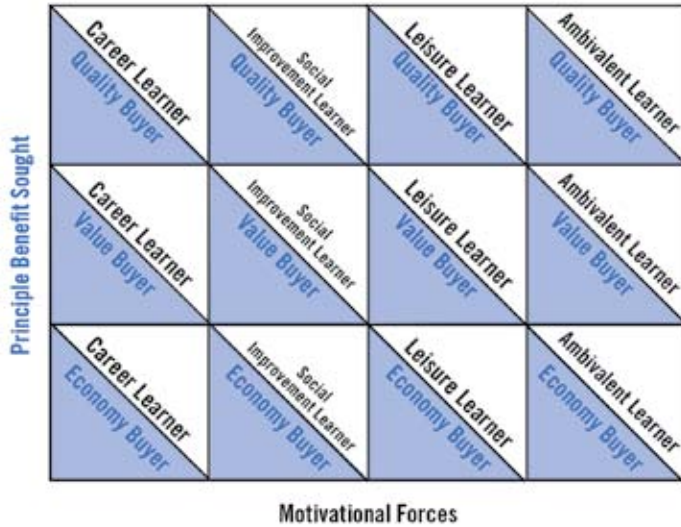 Principle Benefit Sought
Career Learner
Quality Buyer
Social
Improvement Learner
Quality Buyer
Leisure Learner
Quality Buyer
Ambivalent Learner
Quality Buyer
Career Learner
Value Buyer
Social
Improvement Learner
Value Buyer
Leisure Learner
Value Buyer
Ambivalent Learner
Value Buyer
Career Learner
Economy Buyer
Social
Improvement Learner
Economy Buyer
Leisure Learner
Economy Buyer
Ambivalent Learner
Economy Buyer
Motivational Forces